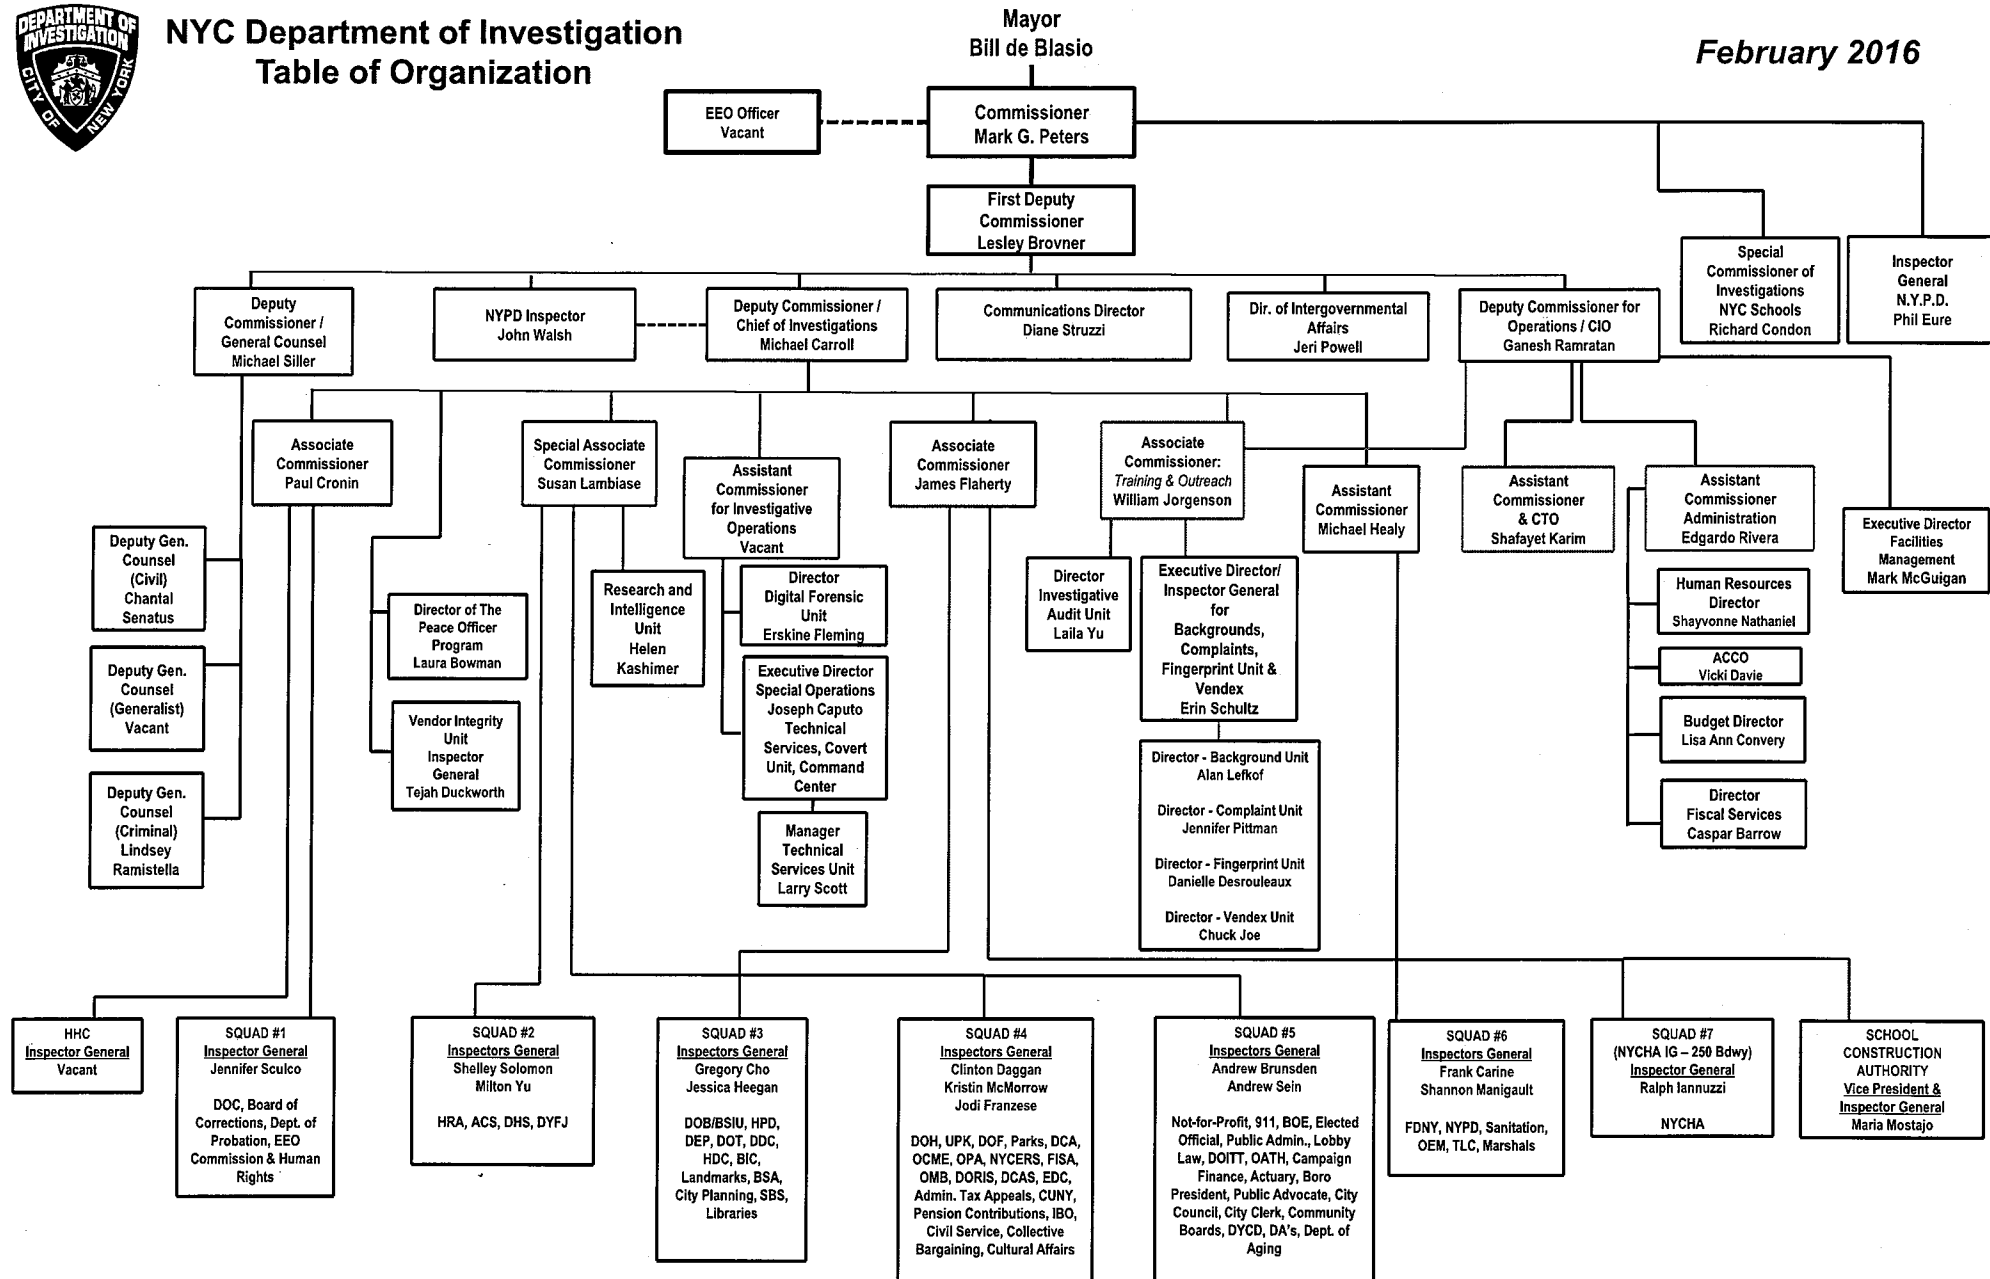 DEPARTMENT OF
INVESTIGATION
CITY OF NEW YORK
NYC Department of Investigation
Table of Organization
Mayor
Bill de Blasio
February 2016
EEO Officer
Vacant
Commissioner
Mark G. Peters
First Deputy
Commissioner
Lesley Brovner
Special
Commissioner of
Investigations
NYC Schools
Richard Condon
Inspector
General
N.Y.P.D.
Phil Eure
Deputy
Commissioner /
General Counsel
Michael Siller
NYPD Inspector
John Walsh
Deputy Commissioner /
Chief of Investigations
Michael Carroll
Communications Director
Diane Struzzi
Dir. of Intergovernmental
Affairs
Jeri Powell
Deputy Commissioner for
Operations / CIO
Ganesh Ramratan
Associate
Commissioner
Paul Cronin
Special Associate
Commissioner
Susan Lambiase
Assistant
Commissioner
for Investigative
Operations
Vacant
Associate
Commissioner
James Flaherty
Associate
Commissioner:
Training & Outreach
William Jorgenson
Assistant
Commissioner
Michael Healy
Assistant
Commissioner
& CTO
Shafayet Karim
Assistant
Commissioner
Administration
Edgardo Rivera
Executive Director
Facilities
Management
Mark McGuigan
Deputy Gen.
Counsel
(Civil)
Chantal
Senatus
Deputy Gen.
Counsel
(Generalist)
Vacant
Deputy Gen.
Counsel
(Criminal)
Lindsey
Ramistella
Director of The
Peace Officer
Program
Laura Bowman
Vendor Integrity
Unit
Inspector
General
Tejah Duckworth
Research and
Intelligence
Unit
Helen
Kashimer
Director
Digital Forensic
Unit
Erskine Fleming
Executive Director
Special Operations
Joseph Caputo
Technical
Services, Covert
Unit, Command
Center
Manager
Technical
Services Unit
Larry Scott
Director
Investigative
Audit Unit
Laila Yu
Executive Director/
Inspector General
for
Backgrounds,
Complaints,
Fingerprint Unit &
Vendex
Erin Schultz
Director - Background Unit
Alan Lefkof
Director - Complaint Unit
Jennifer Pittman
Director - Fingerprint Unit
Danielle Desrouleaux
Director - Vendex Unit
Chuck Joe
Human Resources
Director
Shayvonne Nathaniel
ACCO
Vicki Davie
Budget Director
Lisa Ann Convery
Director
Fiscal Services
Caspar Barrow
HHC
Inspector General
Vacant
SQUAD #1
Inspector General
Jennifer Sculco
DOC, Board of
Corrections, Dept. of
Probation, EEO
Commission & Human
Rights
SQUAD #2
Inspectors General
Shelley Solomon
Milton Yu
HRA, ACS, DHS, DYFJ
SQUAD #3
Inspectors General
Gregory Cho
Jessica Heegan
DOB/BSIU, HPD,
DEP, DOT, DDC,
HDC, BIC,
Landmarks, BSA,
City Planning, SBS,
Libraries
SQUAD #4
Inspectors General
Clinton Daggan
Kristin McMorrow
Jodi Franzese
DOH, UPK, DOF, Parks, DCA,
OCME, OPA, NYCERS, FISA,
OMB, DORIS, DCAS, EDC,
Admin. Tax Appeals, CUNY,
Pension Contributions, IBO,
Civil Service, Collective
Bargaining, Cultural Affairs
SQUAD #5
Inspectors General
Andrew Brunsden
Andrew Sein
Not-for-Profit, 911, BOE, Elected
Official, Public Admin., Lobby
Law, DOITT, OATH, Campaign
Finance, Actuary, Boro
President, Public Advocate, City
Council, City Clerk, Community
Boards, DYCD, DA's, Dept. of
Aging
SQUAD #6
Inspectors General
Frank Carine
Shannon Manigault
FDNY, NYPD, Sanitation,
OEM, TLC, Marshals
SQUAD #7
(NYCHA IG – 250 Bdwy)
Inspector General
Ralph Iannuzzi
NYCHA
SCHOOL
CONSTRUCTION
AUTHORITY
Vice President &
Inspector General
Maria Mostajo